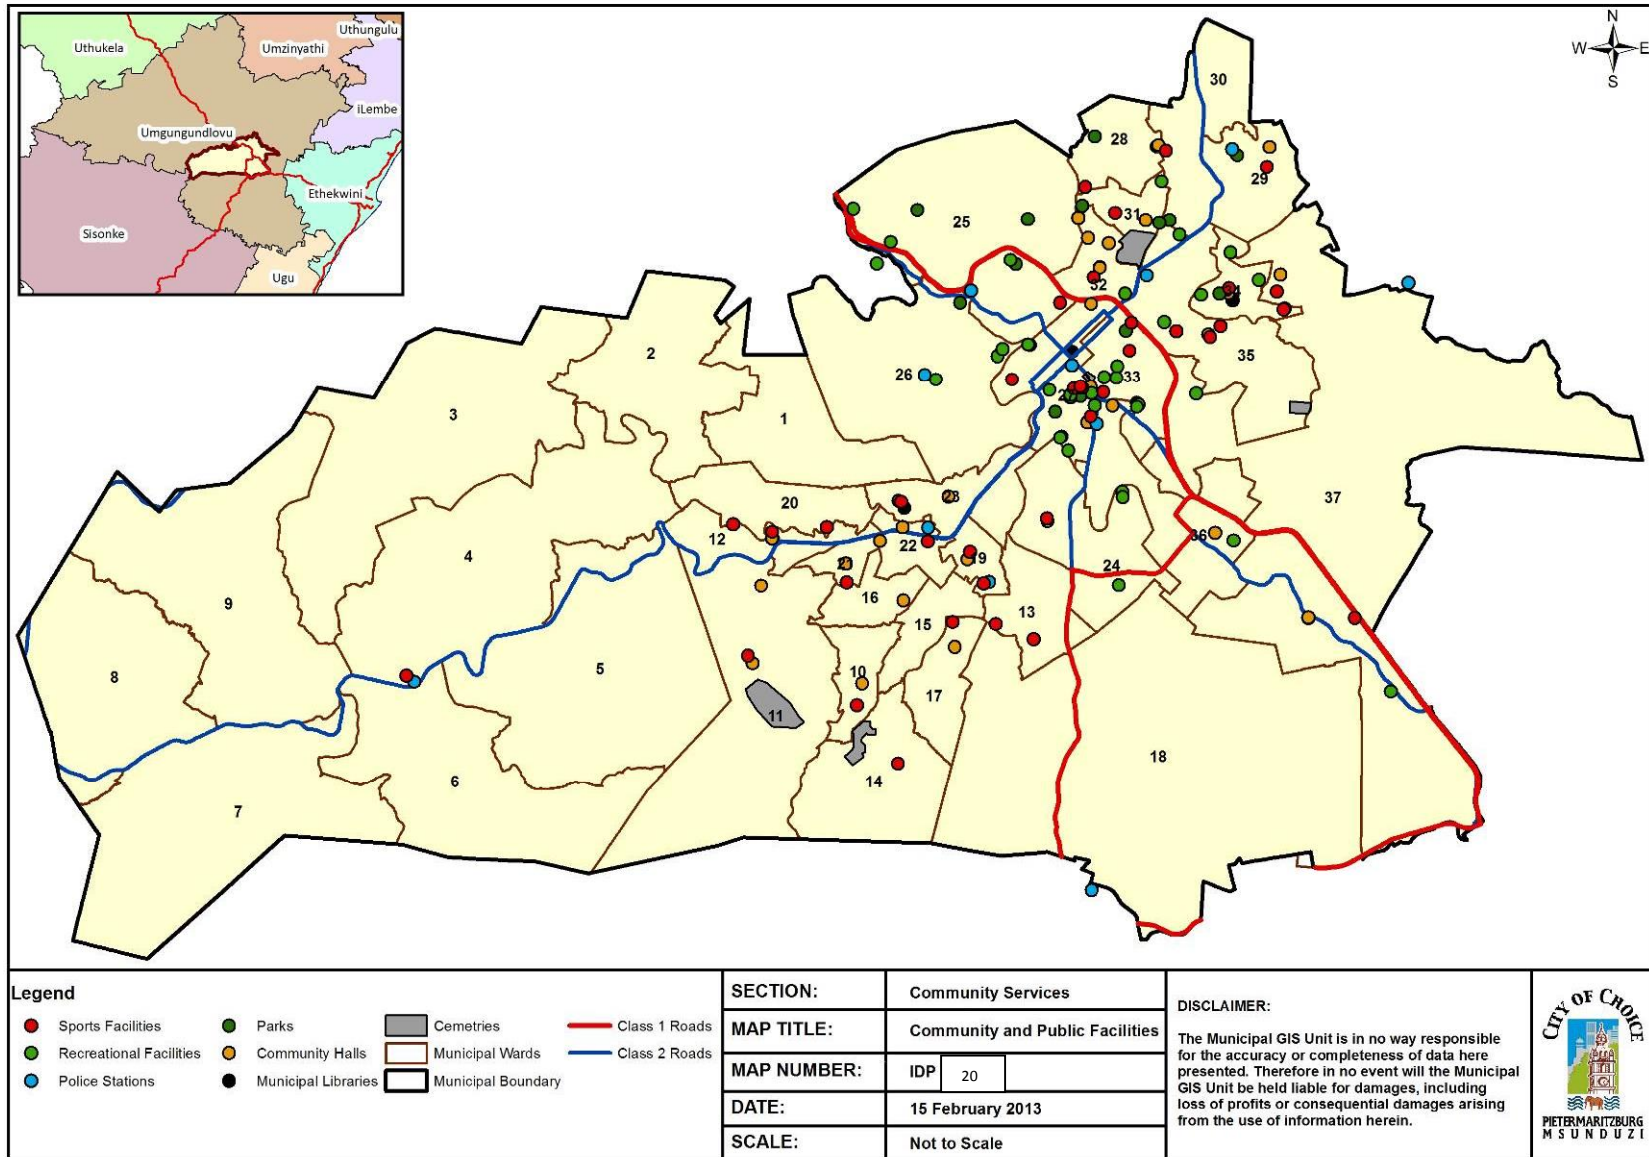 Uthukela
Umzinyathi
Uthungulu
iLembe
Umgungundlovu
Ethekwini
Sisonke
Ugu
N
W
E
S
30
28
29
31
25
32
34
35
2
26
33
27
3
1
37
20
23
12
22
36
4
19
24
21
16
9
13
15
5
8
10
17
11
18
14
6
7
Legend
Sports Facilities
Recreational Facilities
Police Stations
Parks
Community Halls
Municipal Libraries
Cemetries
Municipal Wards
Municipal Boundary
Class 1 Roads
Class 2 Roads
SECTION: Community Services
MAP TITLE: Community and Public Facilities
MAP NUMBER: IDP 20
DATE: 15 February 2013
SCALE: Not to Scale
DISCLAIMER:
The Municipal GIS Unit is in no way responsible
for the accuracy or completeness of data here
presented. Therefore in no event will the Municipal
GIS Unit be held liable for damages, including
loss of profits or consequential damages arising
from the use of information herein.
CITY OF CHOICE
PIETERMARITZBURG
MSUNDUZI